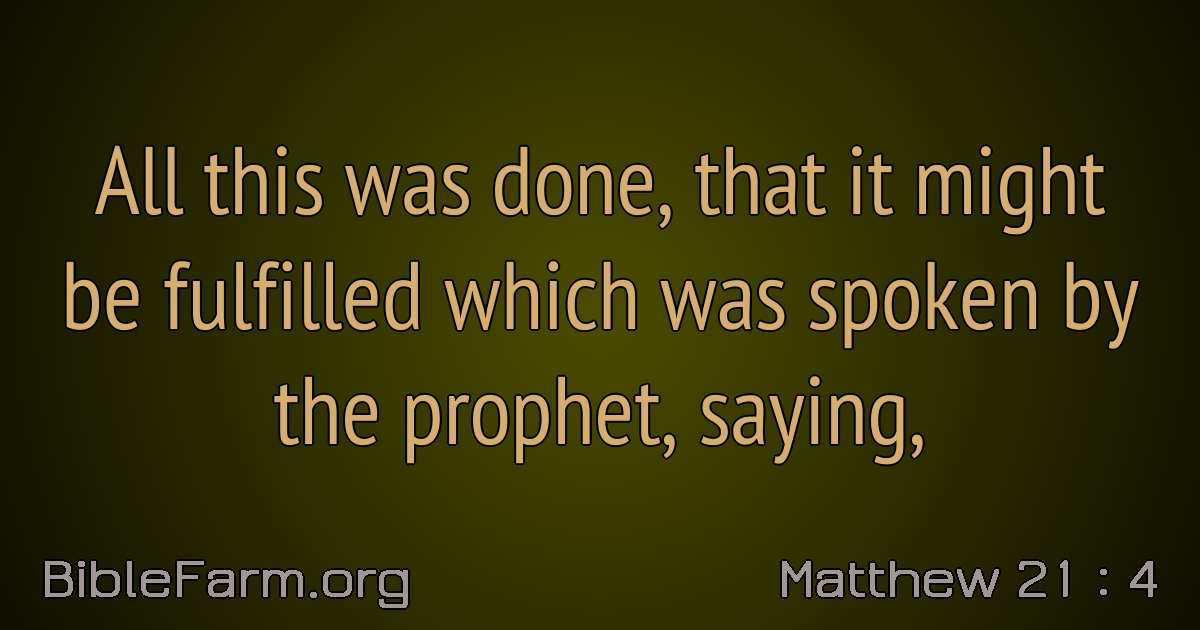 All this was done, that it might
be fulfilled which was spoken by
the prophet, saying,
BibleFarm.org
Matthew 21 : 4